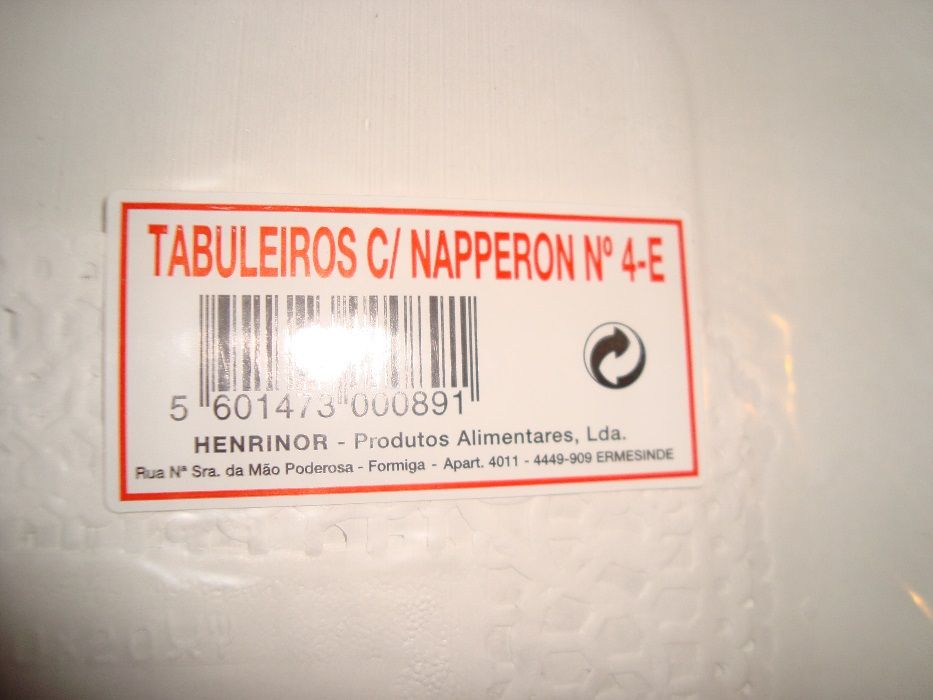 TABULEIROS C/ NAPPERON Nº 4-E
5 601473 000891
HENRINOR - Produtos Alimentares, Lda.
Rua Nª Sra. da Mão Poderosa - Formiga - Apart. 4011 - 4449-909 ERMESINDE